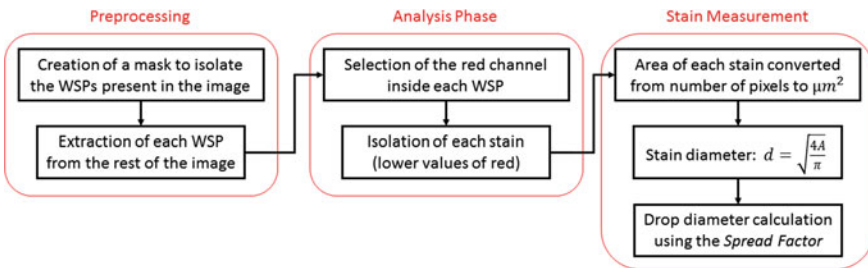 Preprocessing
Creation of a mask to isolate
the WSPs present in the image
Extraction of each WSP
from the rest of the image
Analysis Phase
Selection of the red channel
inside each WSP
Isolation of each stain
(lower values of red)
Stain Measurement
Area of each stain converted
from number of pixels to μm²
Stain diameter: d = √(4A/π)
Drop diameter calculation
using the Spread Factor